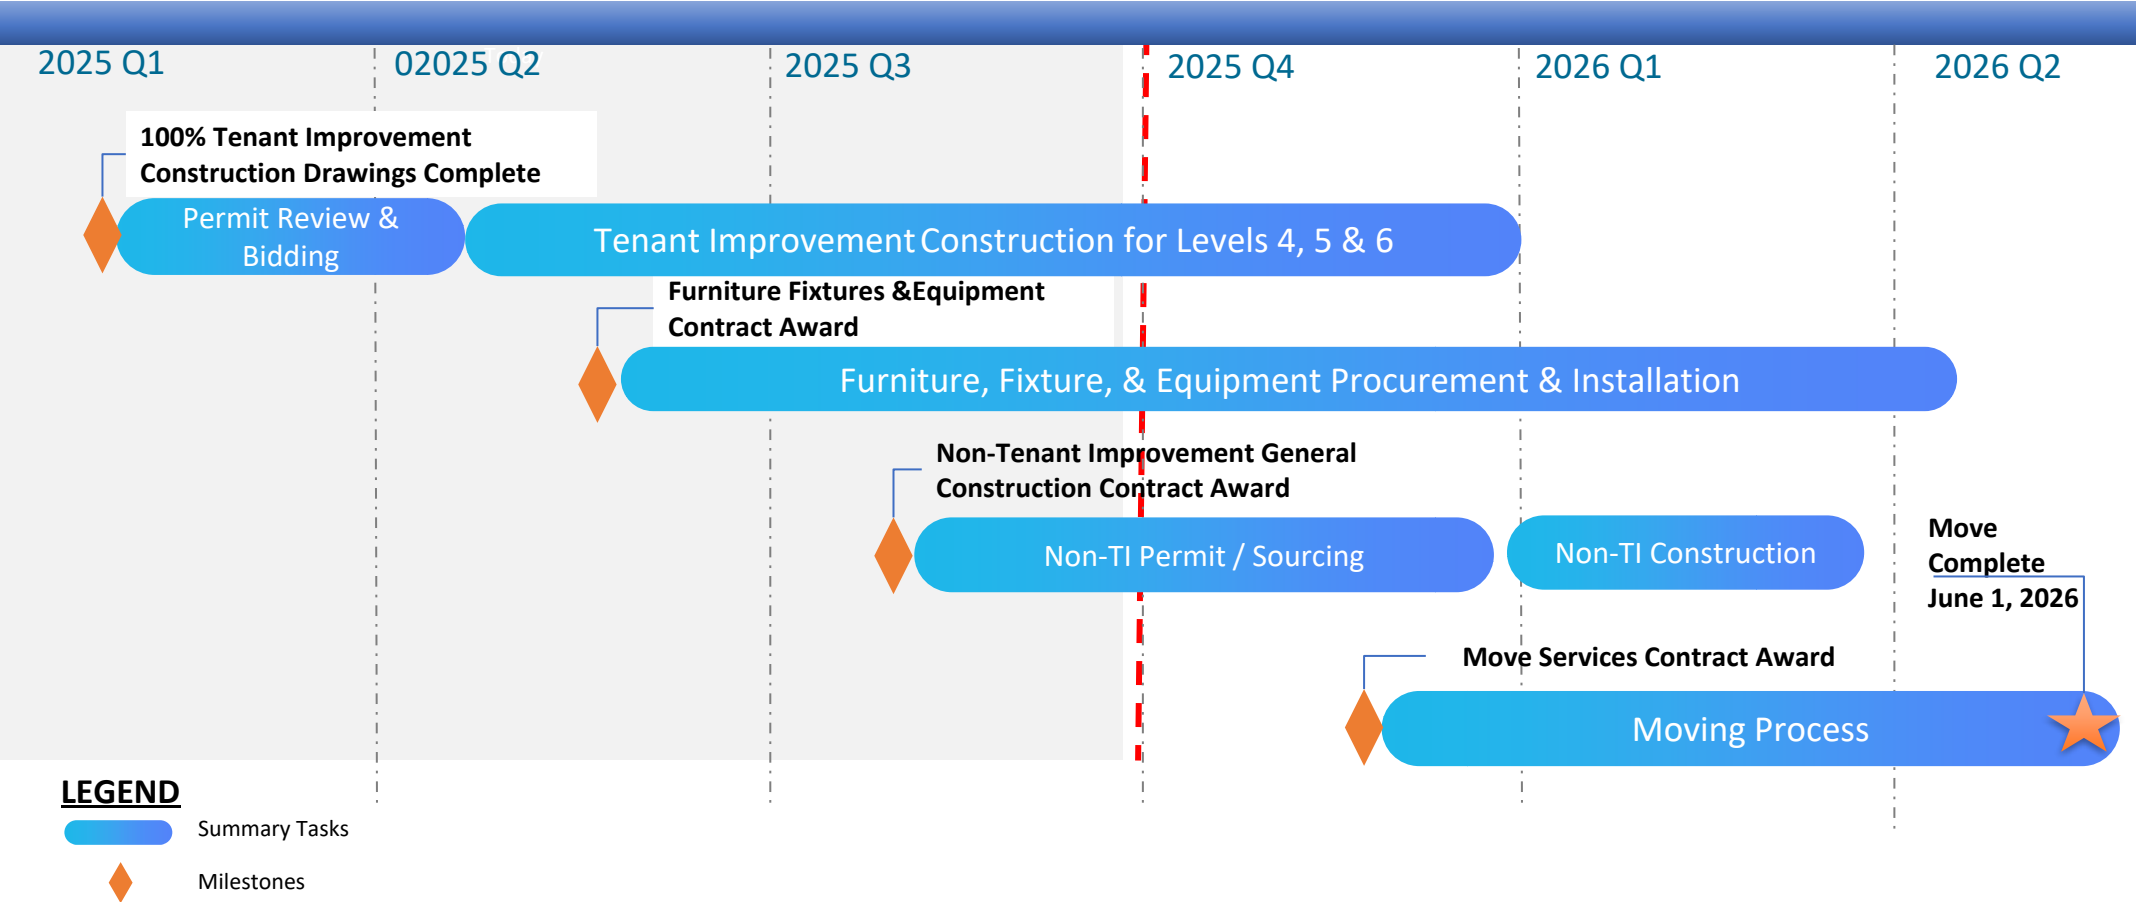 2025 Q1
02025 Q2
2025 Q3
2025 Q4
2026 Q1
2026 Q2
100% Tenant Improvement
Construction Drawings Complete
Permit Review &
Bidding
Tenant Improvement Construction for Levels 4, 5 & 6
Furniture Fixtures &Equipment
Contract Award
Furniture, Fixture, & Equipment Procurement & Installation
Non-Tenant Improvement General
Construction Contract Award
Non-TI Permit / Sourcing
Non-TI Construction
Move
Complete
June 1, 2026
Move Services Contract Award
Moving Process
LEGEND
Summary Tasks
Milestones